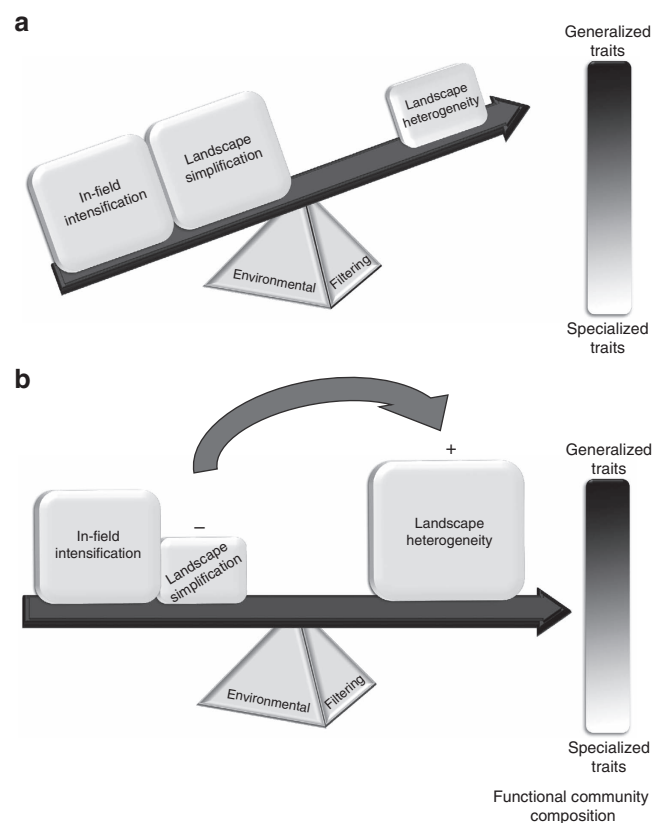 a
Generalized
traits
Landscape
heterogeneity
Landscape
simplification
In-field
intensification
Environmental
Filtering
Specialized
traits
b
+
Generalized
traits
In-field
intensification
–
Landscape
simplification
Landscape
heterogeneity
Environmental
Filtering
Specialized
traits
Functional community
composition